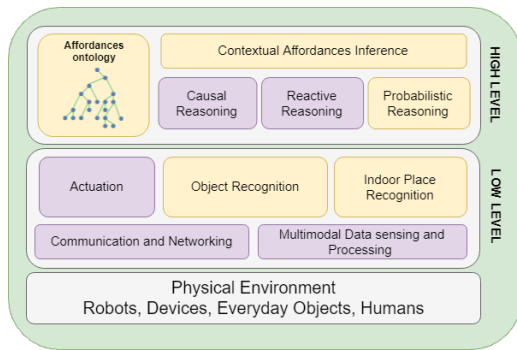 Affordances
ontology
Contextual Affordances Inference
Causal
Reasoning
Reactive
Reasoning
Probabilistic
Reasoning
HIGH LEVEL
Actuation
Object Recognition
Indoor Place
Recognition
Communication and Networking
Multimodal Data sensing and
Processing
LOW LEVEL
Physical Environment
Robots, Devices, Everyday Objects, Humans